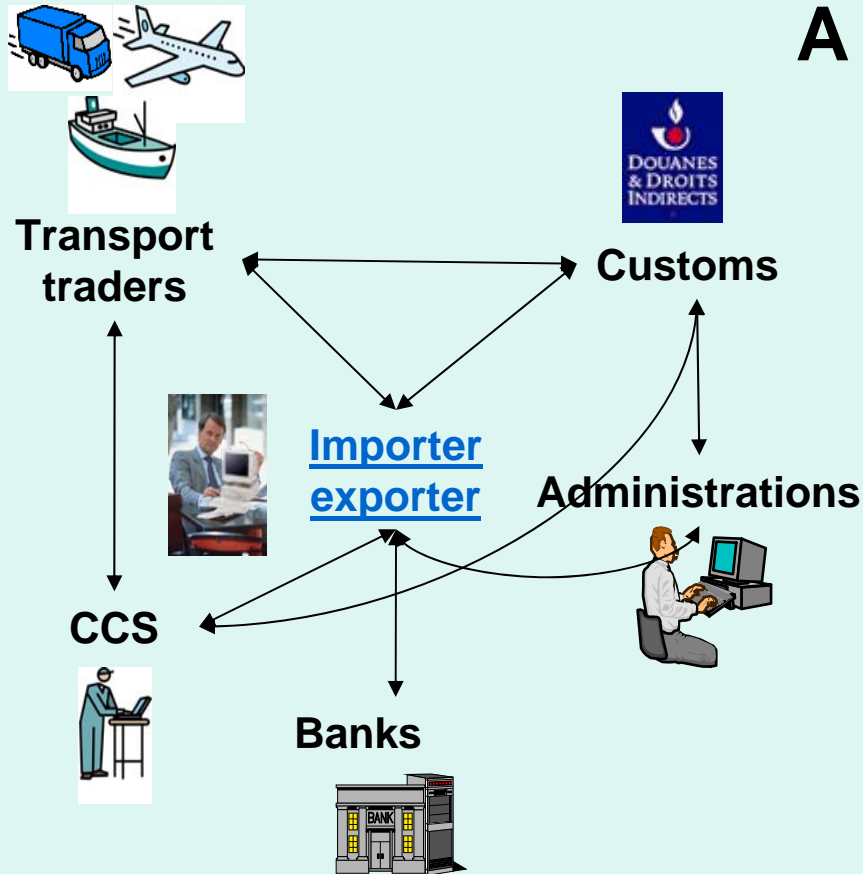 A
DOUANES
& DROITS
INDIRECTS
Transport
traders
Customs
Importer
exporter
Administrations
CCS
Banks
BANK